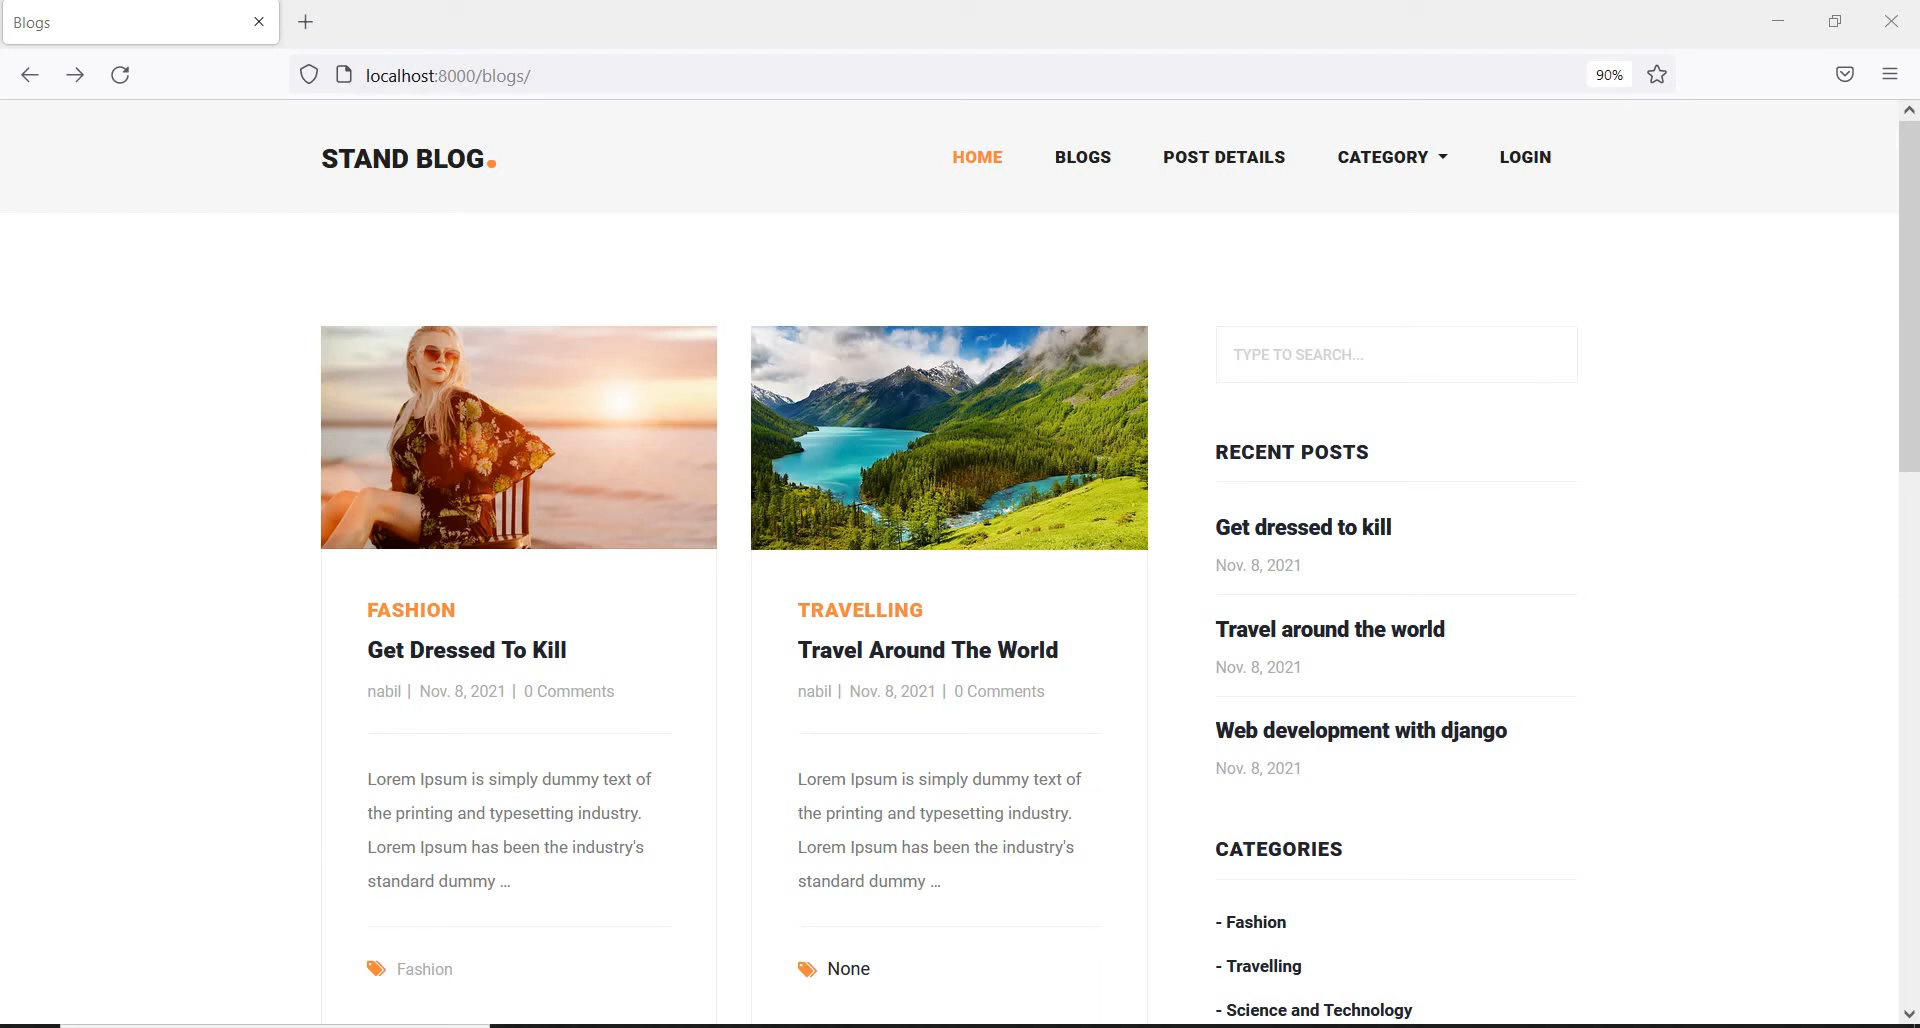 Blogs
localhost:8000/blogs/
90%
STAND BLOG.
HOME BLOGS POST DETAILS CATEGORY LOGIN
FASHION
Get Dressed To Kill
nabil | Nov. 8, 2021 | 0 Comments
Lorem Ipsum is simply dummy text of
the printing and typesetting industry.
Lorem Ipsum has been the industry's
standard dummy ...
Fashion
TRAVELLING
Travel Around The World
nabil | Nov. 8, 2021 | 0 Comments
Lorem Ipsum is simply dummy text of
the printing and typesetting industry.
Lorem Ipsum has been the industry's
standard dummy ...
None
TYPE TO SEARCH...
RECENT POSTS
Get dressed to kill
Nov. 8, 2021
Travel around the world
Nov. 8, 2021
Web development with django
Nov. 8, 2021
CATEGORIES
- Fashion
- Travelling
- Science and Technology